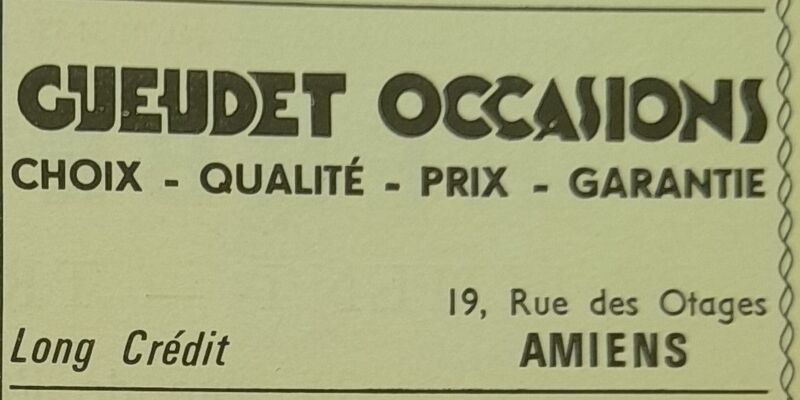 GUEUDET OCCASIONS
CHOIX - QUALITÉ - PRIX - GARANTIE
19, Rue des Otages
Long Crédit
AMIENS